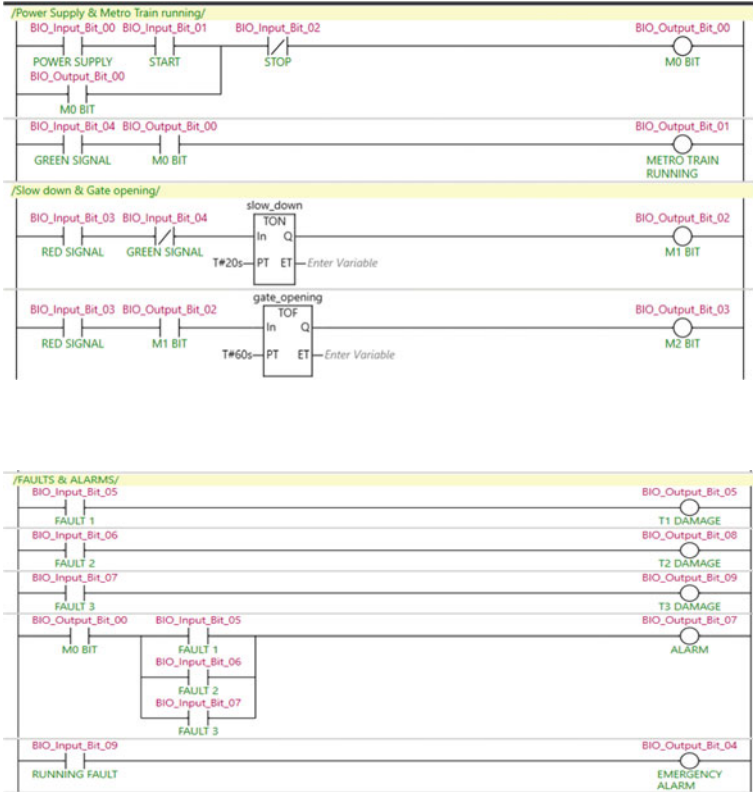 /Power Supply & Metro Train running/
BIO_Input_Bit_00 BIO_Input_Bit_01 BIO_Input_Bit_02 BIO_Output_Bit_00
POWER SUPPLY START STOP M0 BIT
BIO_Output_Bit_00
M0 BIT
BIO_Input_Bit_04 BIO_Output_Bit_00 BIO_Output_Bit_01
GREEN SIGNAL M0 BIT METRO TRAIN
RUNNING
/Slow down & Gate opening/
slow_down
BIO_Input_Bit_03 BIO_Input_Bit_04 TON BIO_Output_Bit_02
In Q
RED SIGNAL GREEN SIGNAL M1 BIT
T#20s PT ET Enter Variable
gate_opening
BIO_Input_Bit_03 BIO_Output_Bit_02 TOF BIO_Output_Bit_03
In Q
RED SIGNAL M1 BIT M2 BIT
T#60s PT ET Enter Variable
/FAULTS & ALARMS/
BIO_Input_Bit_05 BIO_Output_Bit_05
FAULT 1 T1 DAMAGE
BIO_Input_Bit_06 BIO_Output_Bit_08
FAULT 2 T2 DAMAGE
BIO_Input_Bit_07 BIO_Output_Bit_09
FAULT 3 T3 DAMAGE
BIO_Output_Bit_00 BIO_Input_Bit_05 BIO_Output_Bit_07
M0 BIT FAULT 1 ALARM
BIO_Input_Bit_06
FAULT 2
BIO_Input_Bit_07
FAULT 3
BIO_Input_Bit_09 BIO_Output_Bit_04
RUNNING FAULT EMERGENCY
ALARM